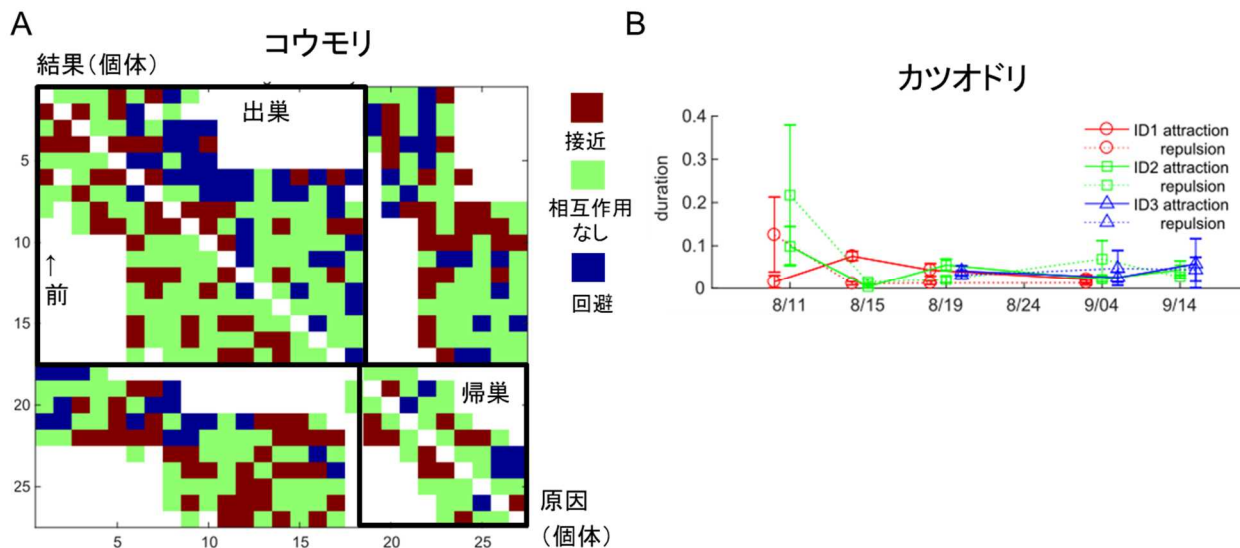 A
コウモリ
結果(個体)
出巣
接近
相互作用
なし
回避
↑
前
帰巣
原因
(個体)
5
10
15
20
25
5
10
15
20
25
B
カツオドリ
ID1 attraction
repulsion
ID2 attraction
repulsion
ID3 attraction
repulsion
duration
0.4
0.3
0.2
0.1
0
8/11
8/15
8/19
8/24
9/04
9/14